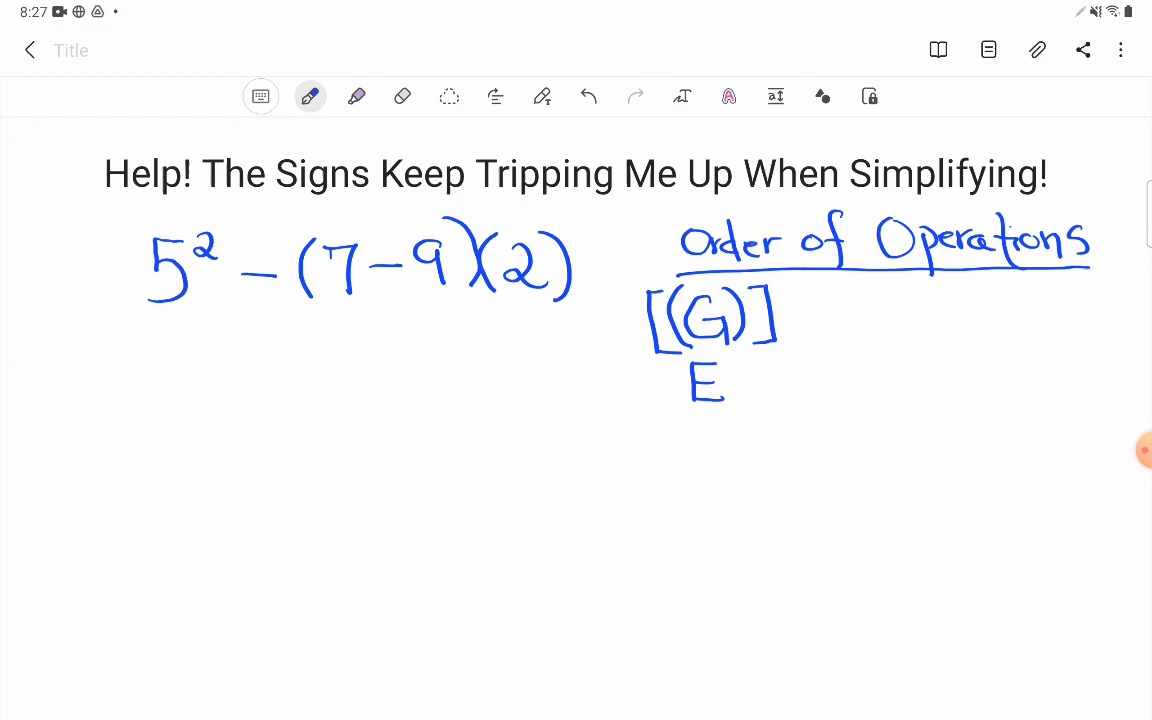 8:27
Title
Help! The Signs Keep Tripping Me Up When Simplifying!
5² − (7−9)(2)
Order of Operations
[(G)]
E